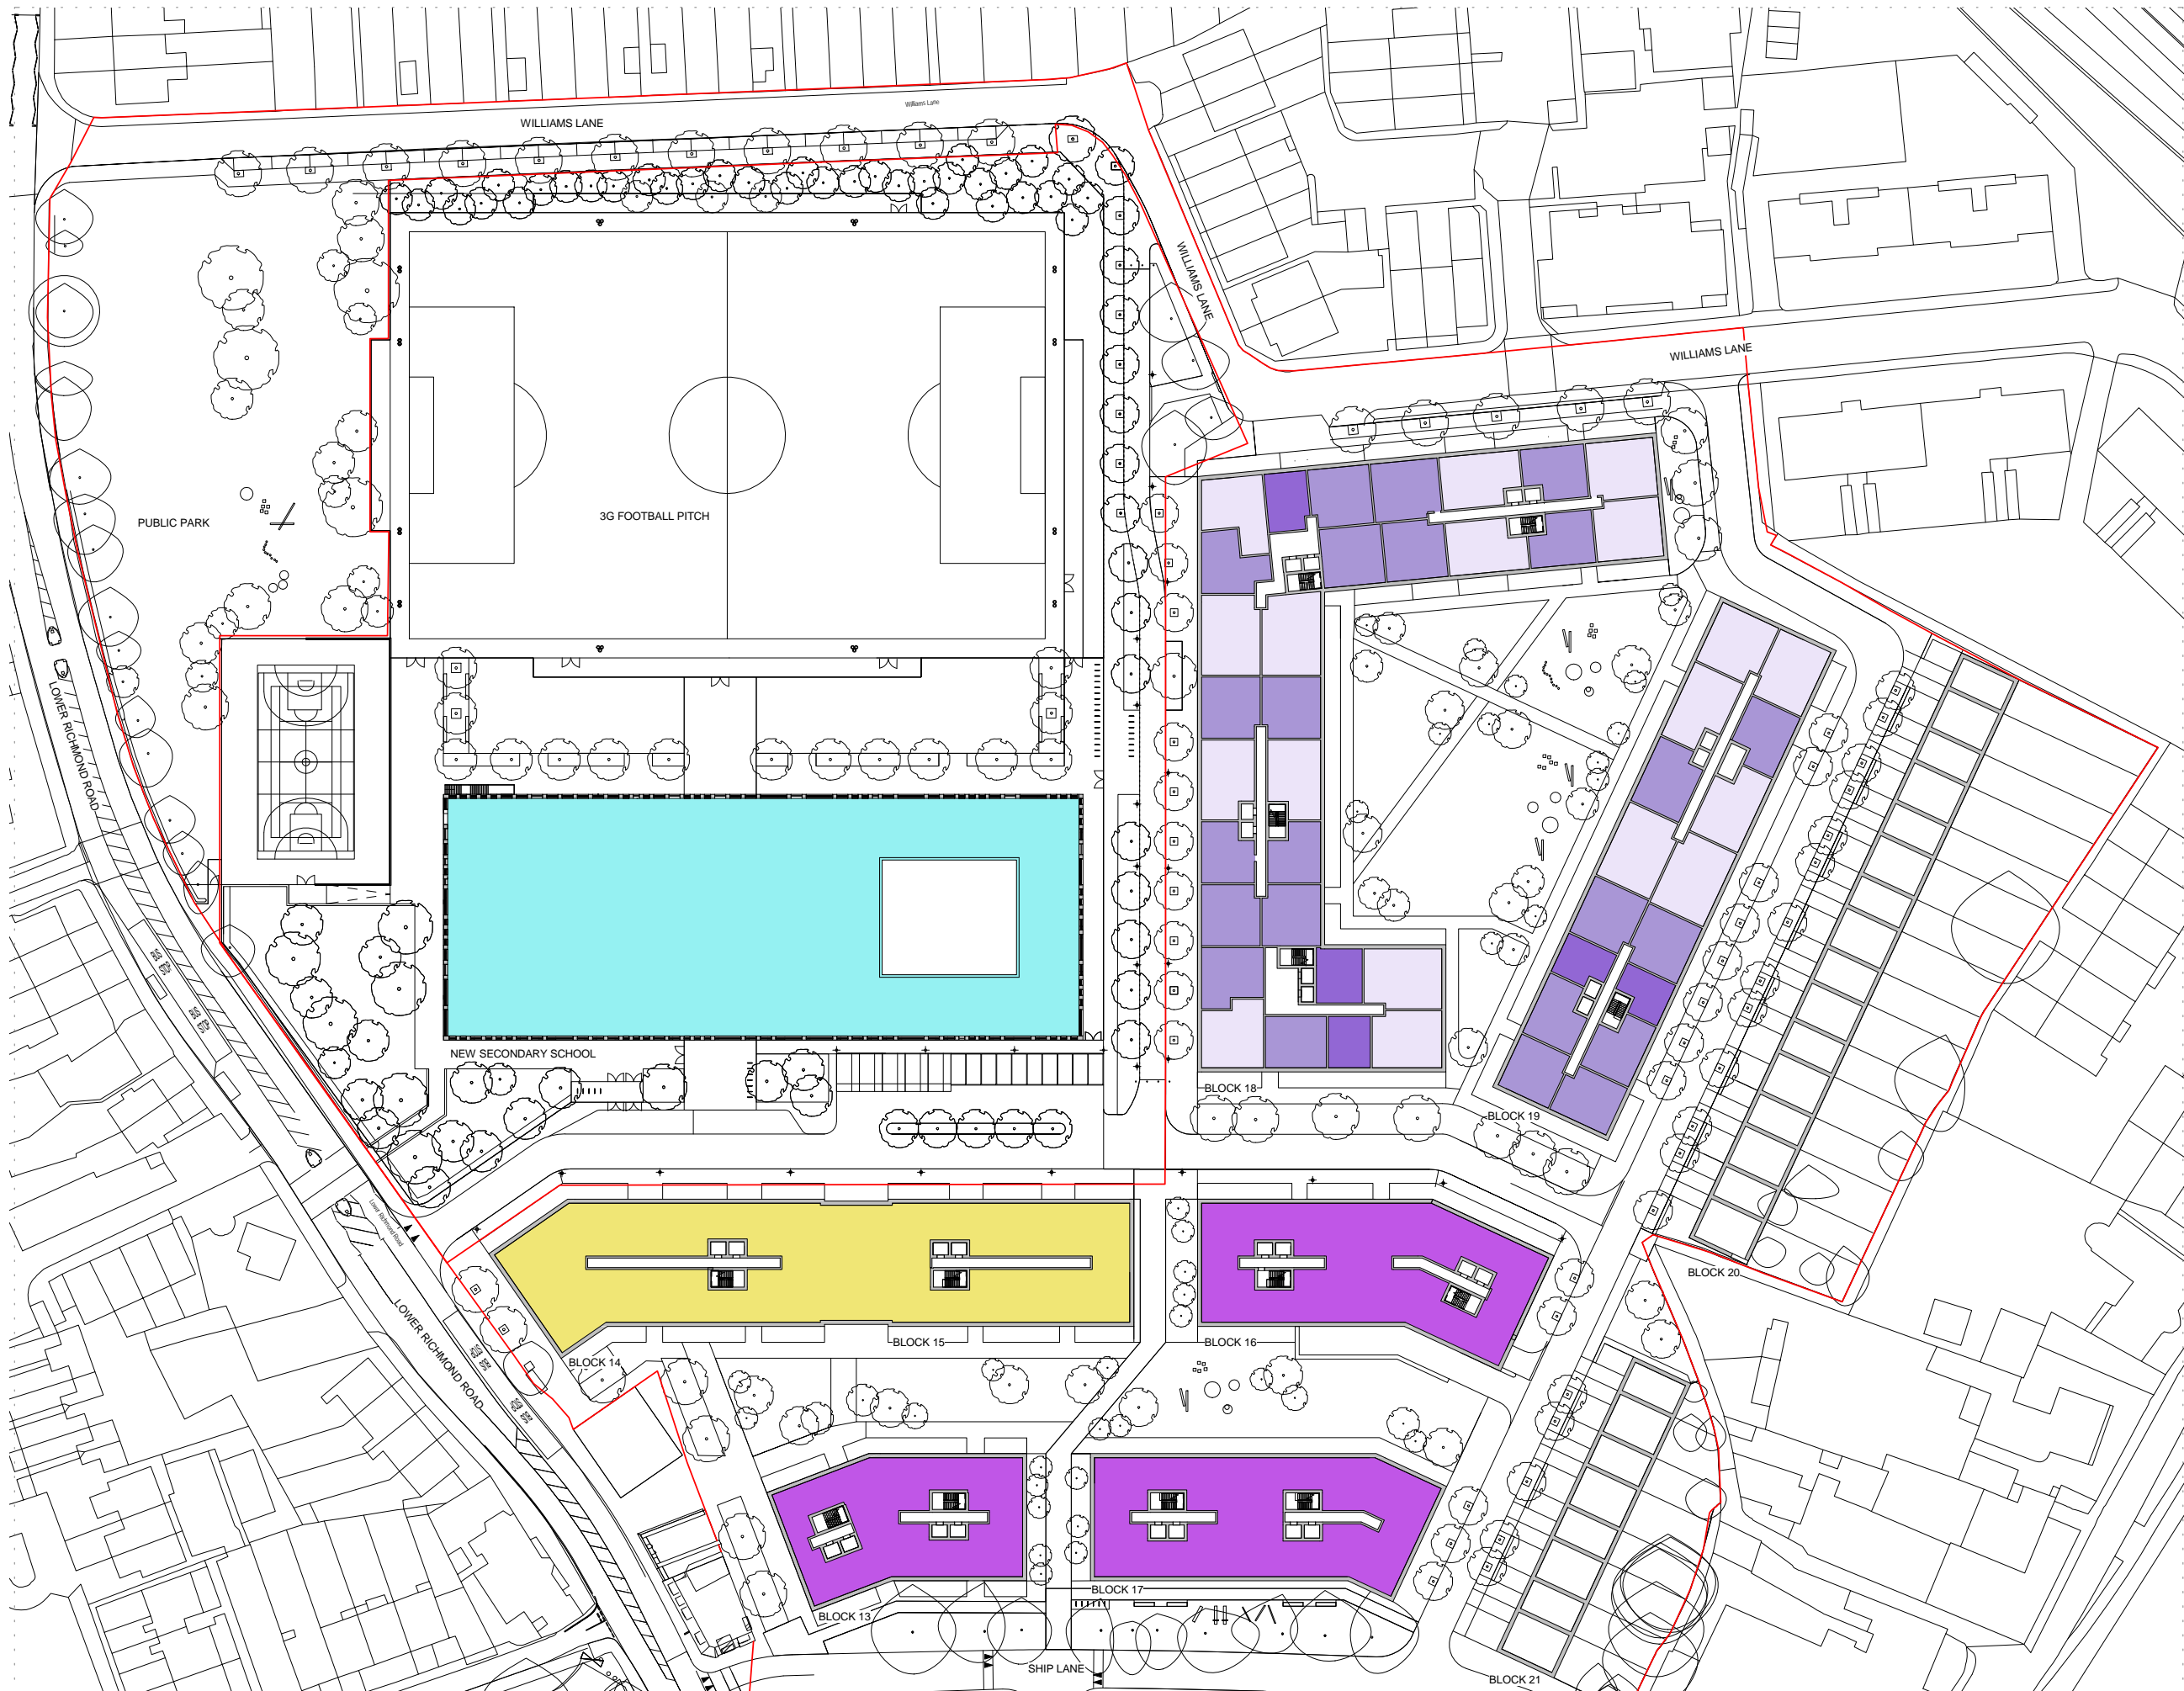 Williams Lane
WILLIAMS LANE
WILLIAMS LANE
WILLIAMS LANE
PUBLIC PARK
3G FOOTBALL PITCH
LOWER RICHMOND ROAD
NEW SECONDARY SCHOOL
BLOCK 18
BLOCK 19
Lower Richmond Road
BLOCK 20
LOWER RICHMOND ROAD
BLOCK 14
BLOCK 15
BLOCK 16
BLOCK 17
BLOCK 13
SHIP LANE
BLOCK 21